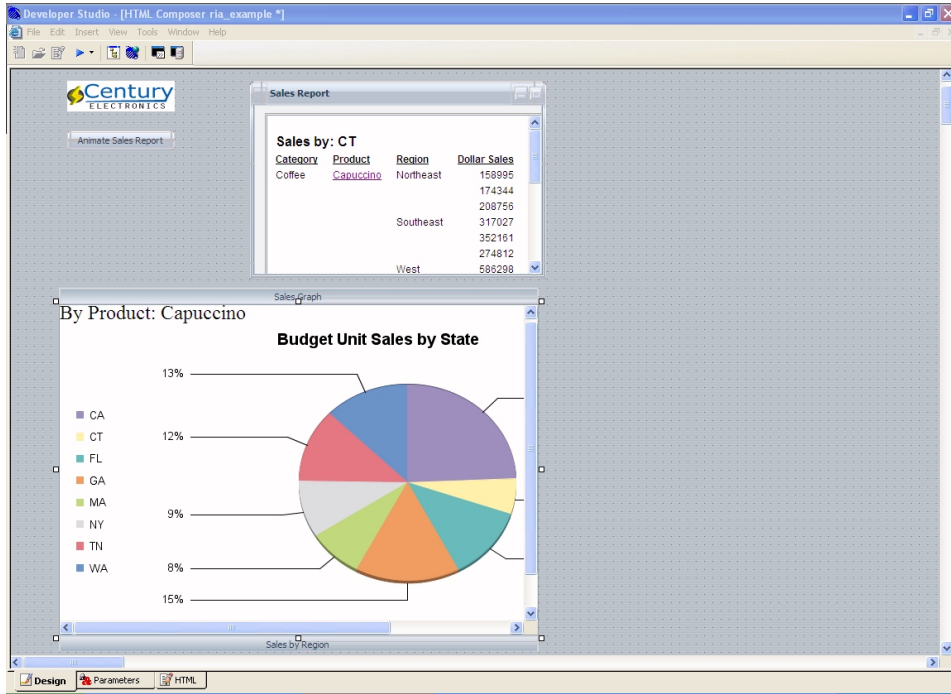 Developer Studio - [HTML Composer ria_example *]
File Edit Insert View Tools Window Help
Century
ELECTRONICS
Animate Sales Report
Sales Report
Sales by: CT
Category Product Region Dollar Sales
Coffee Capuccino Northeast 158995
174344
208756
Southeast 317027
352161
274812
West 586298
Sales Graph
By Product: Capuccino
Budget Unit Sales by State
13%
CA
CT
12%
FL
GA
MA
9%
NY
TN
WA
8%
15%
Sales by Region
Design Parameters HTML